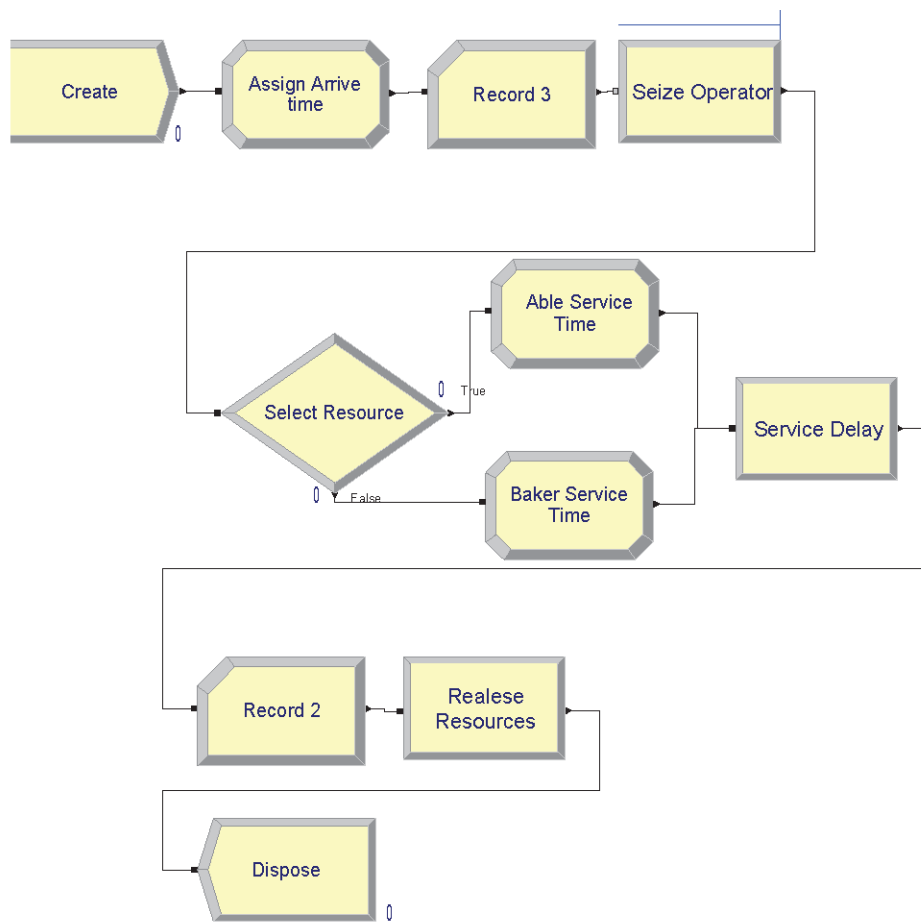 Create
Assign Arrive
time
Record 3
Seize Operator
0
Able Service
Time
0
True
Select Resource
Service Delay
0
False
Baker Service
Time
Record 2
Realese
Resources
Dispose
0